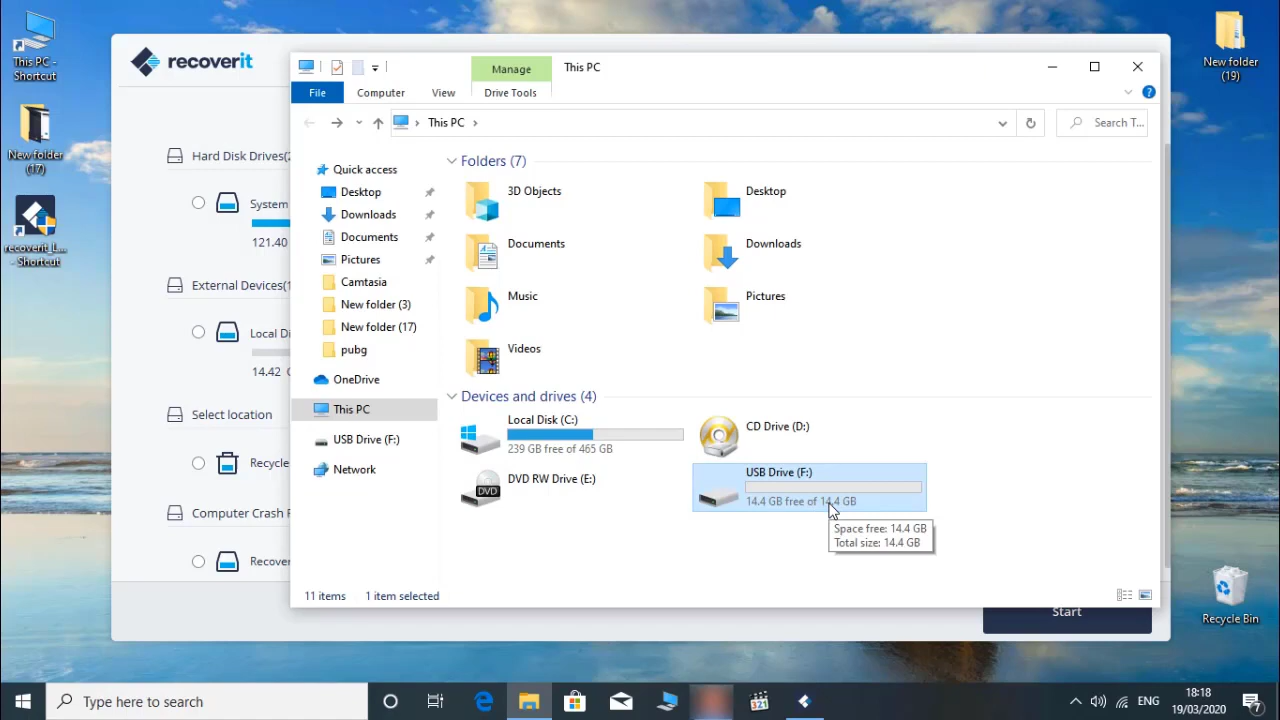 This PC -
Shortcut
New folder
(17)
recoverit_L...
- Shortcut
New folder
(19)
Recycle Bin
recoverit
Hard Disk Drives(2
System
121.40
External Devices(1
Local Di
14.42
Select location
Recycle
Computer Crash
Recover
Start
Manage
This PC
File
Computer
View
Drive Tools
This PC
Search T...
Quick access
Desktop
Downloads
Documents
Pictures
Camtasia
New folder (3)
New folder (17)
pubg
OneDrive
This PC
USB Drive (F:)
Network
Folders (7)
3D Objects
Desktop
Documents
Downloads
Music
Pictures
Videos
Devices and drives (4)
Local Disk (C:)
239 GB free of 465 GB
CD Drive (D:)
DVD
DVD RW Drive (E:)
USB Drive (F:)
14.4 GB free of 14.4 GB
Space free: 14.4 GB
Total size: 14.4 GB
11 items
1 item selected
Type here to search
321
ENG
18:18
19/03/2020
7